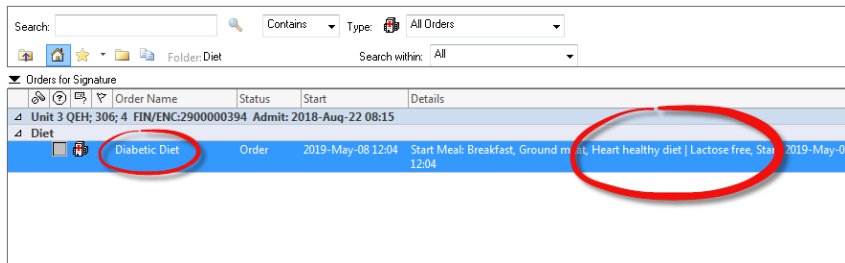 Search: Contains Type: All Orders
Folder: Diet Search within: All
Orders for Signature
Order Name Status Start Details
Unit 3 QEH; 306; 4 FIN/ENC:2900000394 Admit: 2018-Aug-22 08:15
Diet
Diabetic Diet Order 2019-May-08 12:04 Start Meal: Breakfast, Ground meat, Heart healthy diet | Lactose free, Start 2019-May-0
12:04